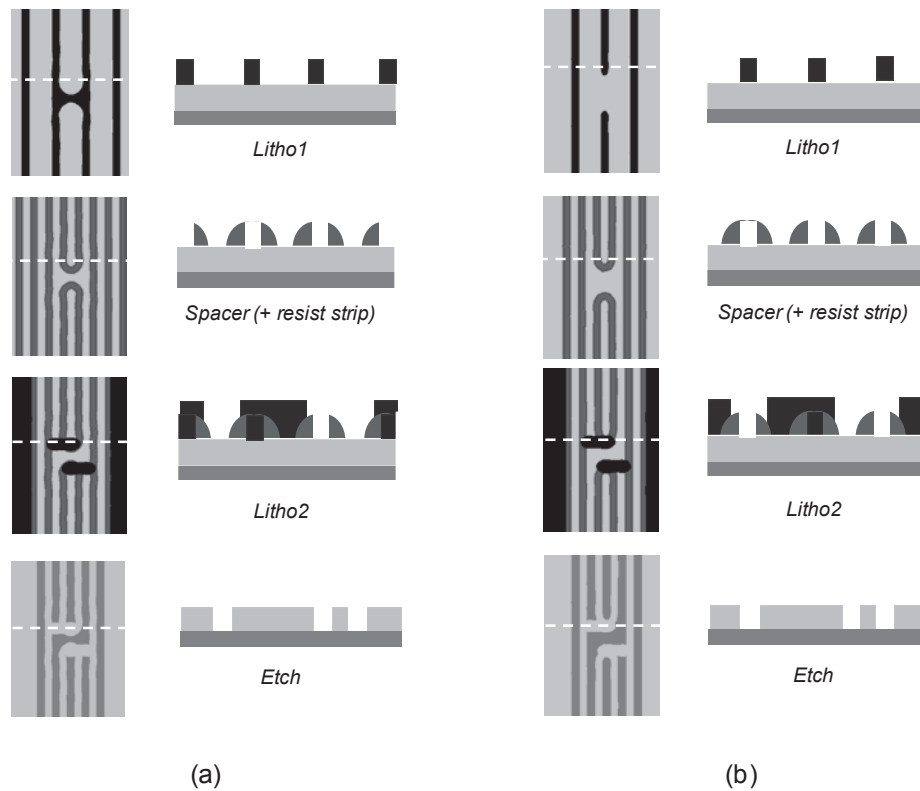 Litho1
Litho1
Spacer (+ resist strip)
Spacer (+ resist strip)
Litho2
Litho2
Etch
Etch
(a)
(b)